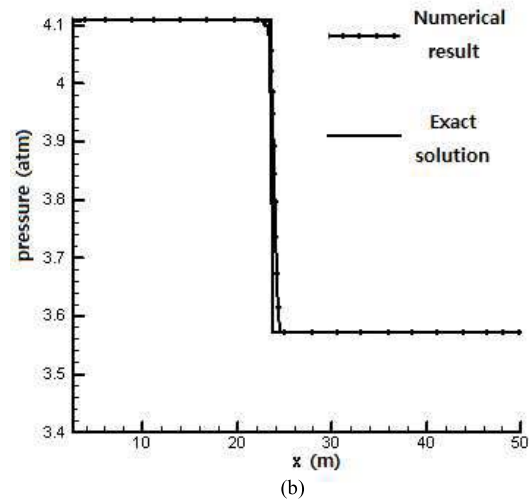 4.1
4
3.9
3.8
3.7
3.6
3.5
3.4
pressure (atm)
Numerical
result
Exact
solution
10
20
30
40
50
x (m)
(b)